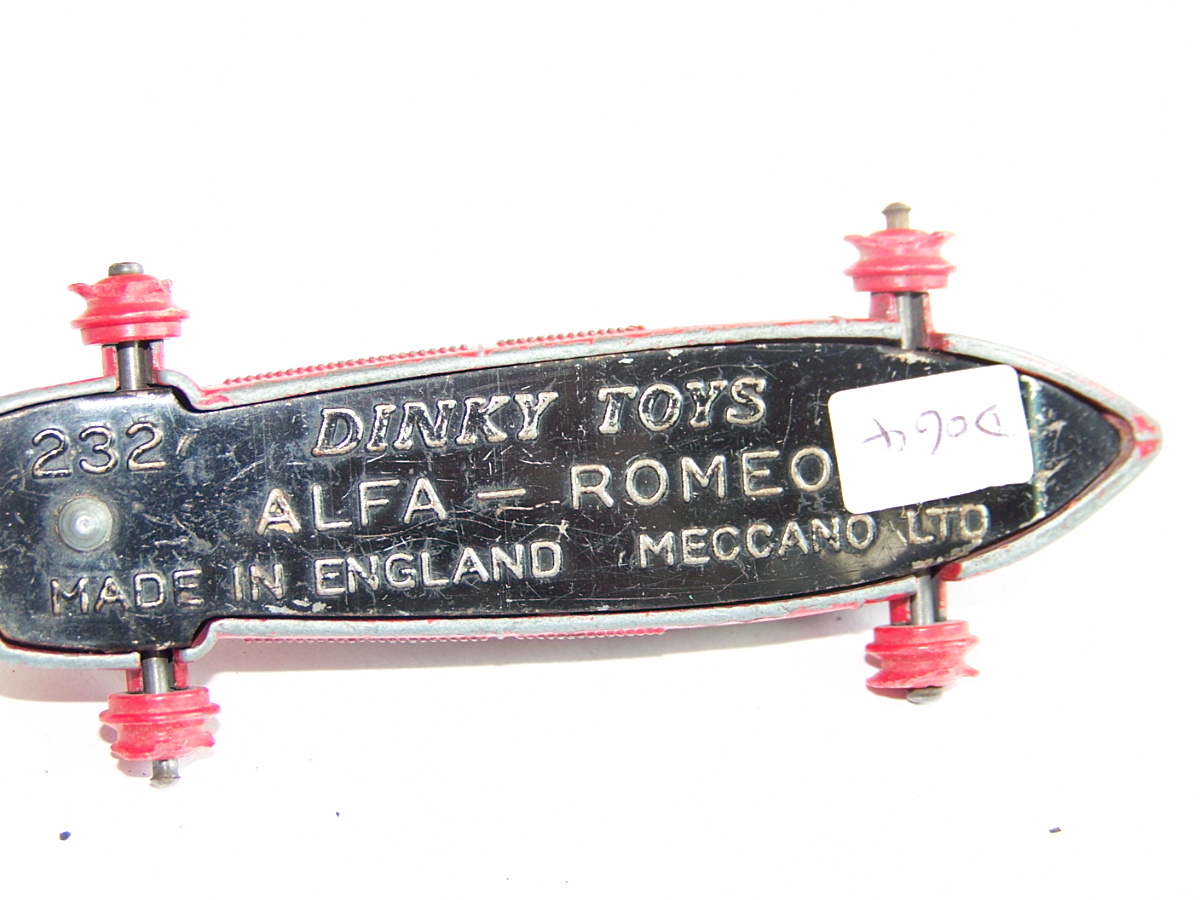 232
DINKY TOYS
ALFA - ROMEO
MADE IN ENGLAND MECCANO LTD
D064